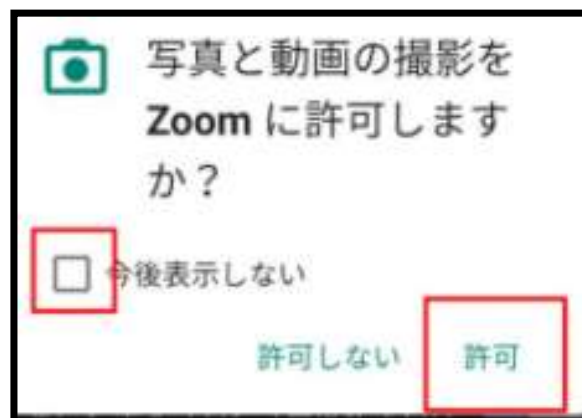 写真と動画の撮影を
Zoom に許可します
か？
今後表示しない
許可しない
許可